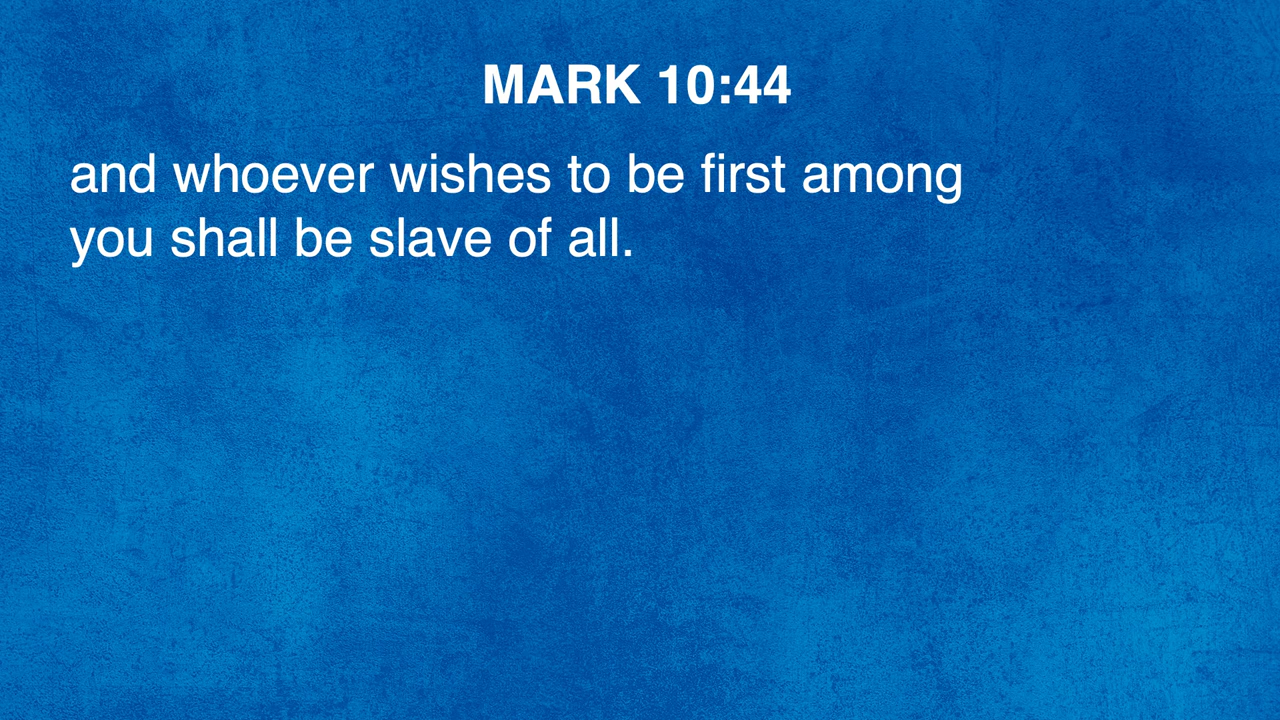 MARK 10:44
and whoever wishes to be first among
you shall be slave of all.